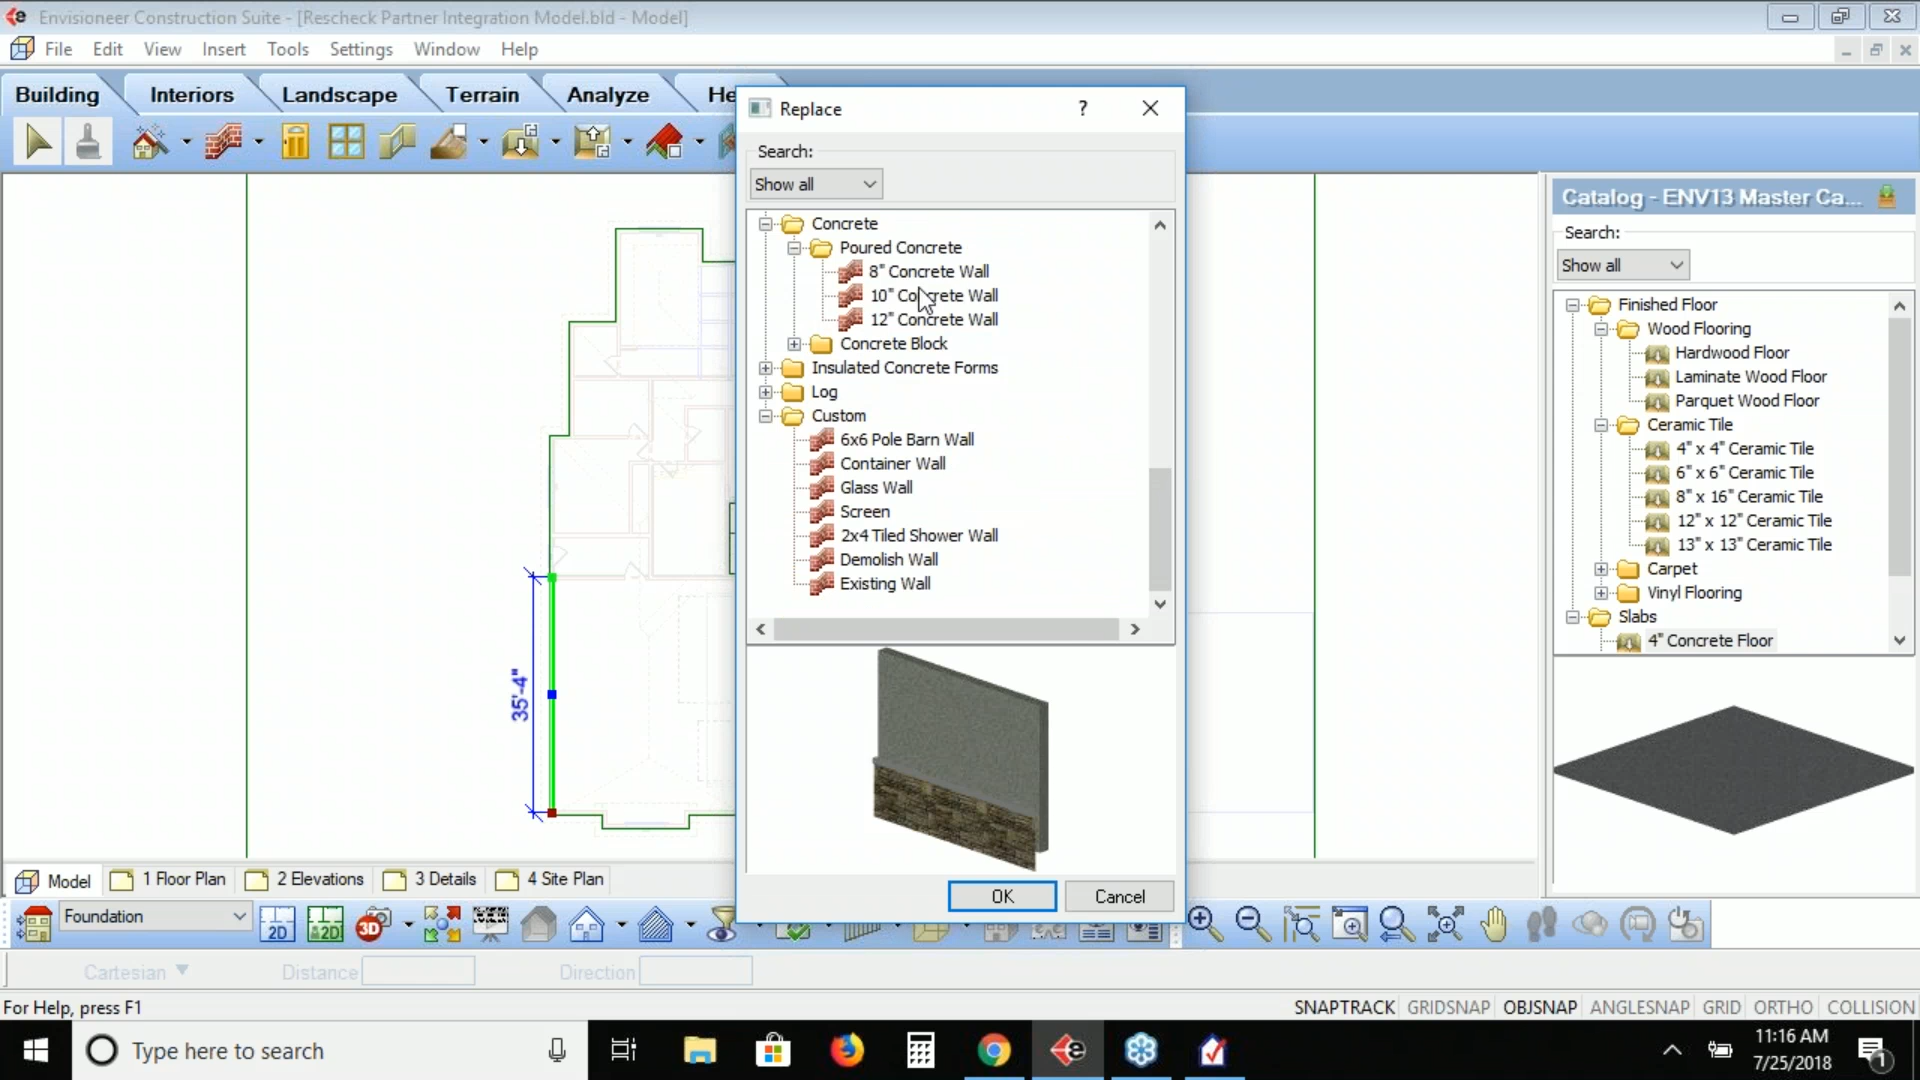 Envisioneer Construction Suite - [Rescheck Partner Integration Model.bld - Model]
File Edit View Insert Tools Settings Window Help
Building Interiors Landscape Terrain Analyze
Replace ?
Search:
Show all
Concrete
Poured Concrete
8" Concrete Wall
10" Concrete Wall
12" Concrete Wall
Concrete Block
Insulated Concrete Forms
Log
Custom
6x6 Pole Barn Wall
Container Wall
Glass Wall
Screen
2x4 Tiled Shower Wall
Demolish Wall
Existing Wall
OK Cancel
35'-4"
Catalog - ENV13 Master Ca...
Search:
Show all
Finished Floor
Wood Flooring
Hardwood Floor
Laminate Wood Floor
Parquet Wood Floor
Ceramic Tile
4" x 4" Ceramic Tile
6" x 6" Ceramic Tile
8" x 16" Ceramic Tile
12" x 12" Ceramic Tile
13" x 13" Ceramic Tile
Carpet
Vinyl Flooring
Slabs
4" Concrete Floor
Model 1 Floor Plan 2 Elevations 3 Details 4 Site Plan
Foundation 2D &2D 3D
Cartesian Distance Direction
For Help, press F1 SNAPTRACK GRIDSNAP OBJSNAP ANGLESNAP GRID ORTHO COLLISION
Type here to search
11:16 AM
7/25/2018
1